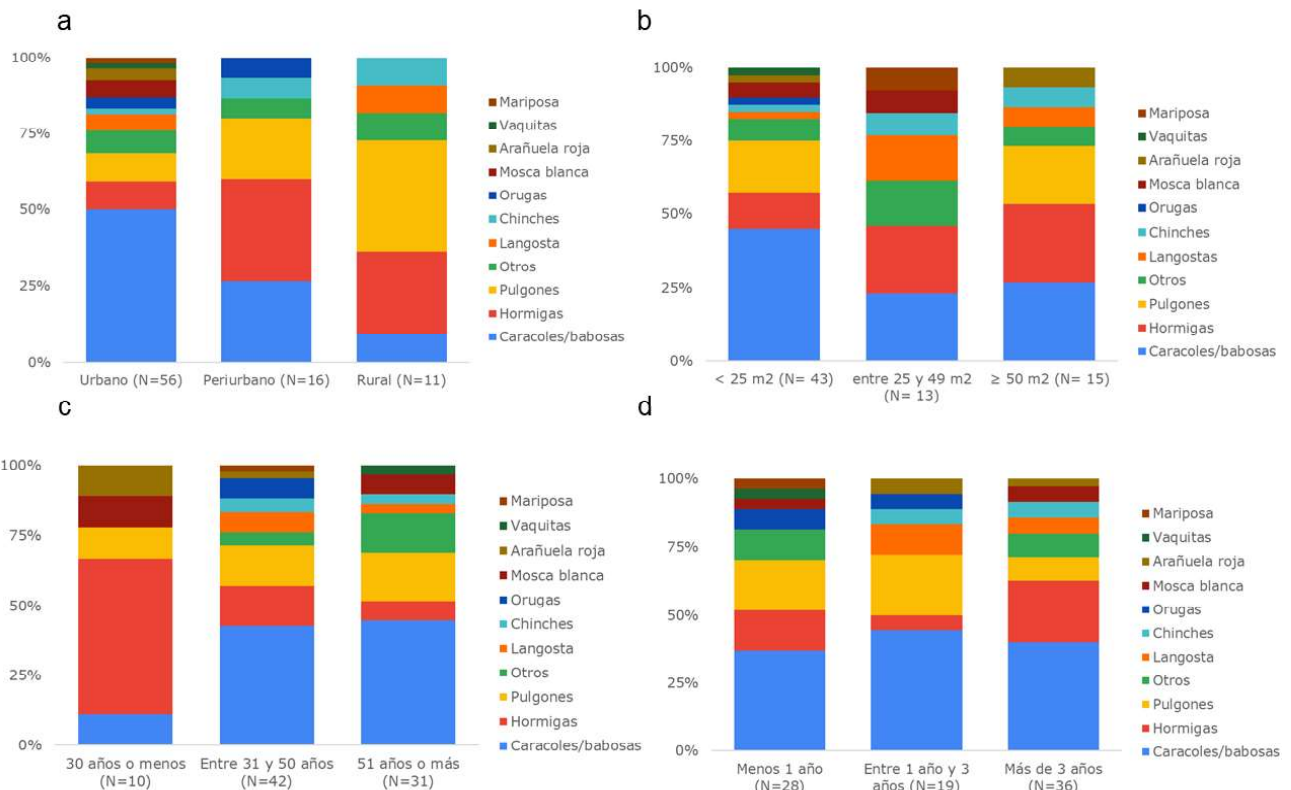 a
100%
75%
50%
25%
0%
Urbano (N=56)
Periurbano (N=16)
Rural (N=11)
Mariposa
Vaquitas
Arañuela roja
Mosca blanca
Orugas
Chinches
Langosta
Otros
Pulgones
Hormigas
Caracoles/babosas
b
100%
75%
50%
25%
0%
< 25 m2 (N= 43)
entre 25 y 49 m2
(N= 13)
≥ 50 m2 (N= 15)
Mariposa
Vaquitas
Arañuela roja
Mosca blanca
Orugas
Chinches
Langostas
Otros
Pulgones
Hormigas
Caracoles/babosas
c
100%
75%
50%
25%
0%
30 años o menos
(N=10)
Entre 31 y 50 años
(N=42)
51 años o más
(N=31)
Mariposa
Vaquitas
Arañuela roja
Mosca blanca
Orugas
Chinches
Langosta
Otros
Pulgones
Hormigas
Caracoles/babosas
d
100%
75%
50%
25%
0%
Menos 1 año
(N=28)
Entre 1 año y 3
años (N=19)
Más de 3 años
(N=36)
Mariposa
Vaquitas
Arañuela roja
Mosca blanca
Orugas
Chinches
Langosta
Otros
Pulgones
Hormigas
Caracoles/babosas